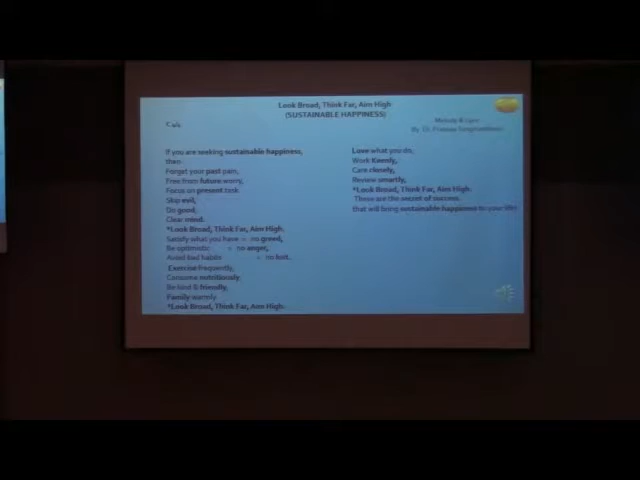 Look Broad, Think Far, Aim High
(SUSTAINABLE HAPPINESS)
Melody & Lyric
By Dr.
If you are seeking sustainable happiness,
then
Forget your past pain,
Free from future worry,
Focus on present task.
Skip evil,
Do good,
Clear mind.
*Look Broad, Think Far, Aim High.
Satisfy what you have = no greed,
Be optimistic = no anger,
Avoid bad habits = no hurt.
Exercise frequently,
Consume nutritiously,
Be kind & friendly,
Family warmly
*Look Broad, Think Far, Aim High.
Love what you do,
Work Keenly,
Care closely,
Review smartly,
*Look Broad, Think Far, Aim High.
These are the secret of success.
that will bring sustainable happiness to your life!